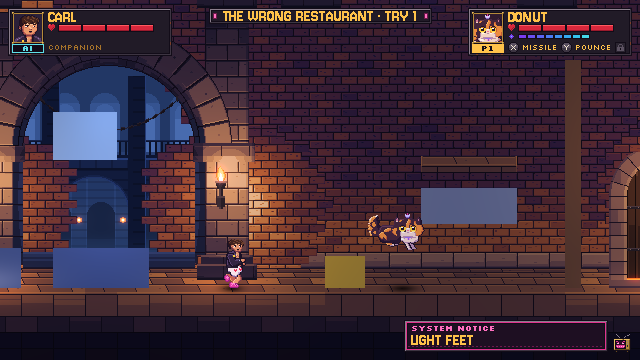 CARL
AI COMPANION
THE WRONG RESTAURANT · TRY 1
DONUT
P1 X MISSILE Y POUNCE
SYSTEM NOTICE
LIGHT FEET